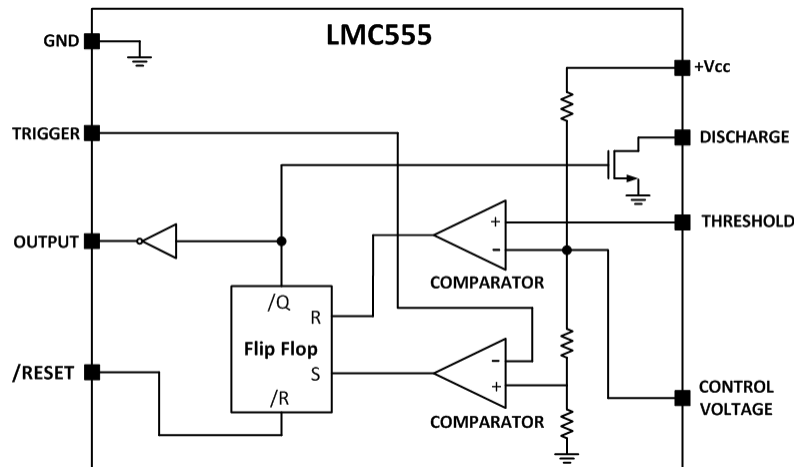 LMC555
GND
+Vcc
TRIGGER
DISCHARGE
OUTPUT
THRESHOLD
+
-
COMPARATOR
/Q
R
Flip Flop
S
/R
/RESET
-
+
COMPARATOR
CONTROL
VOLTAGE